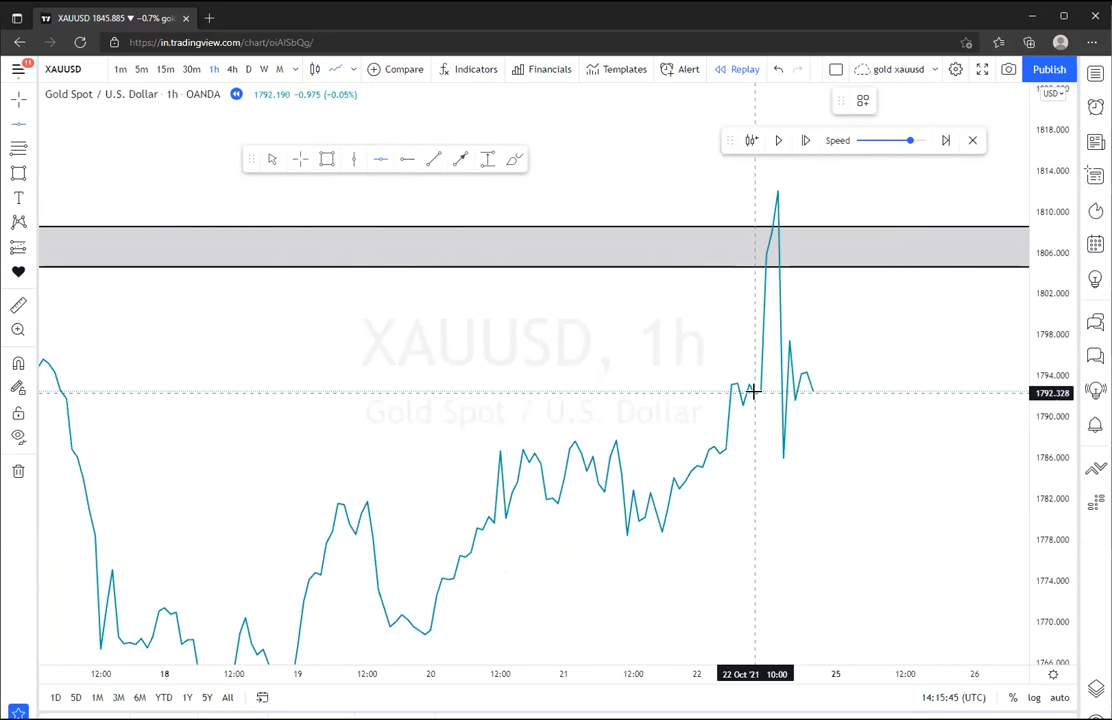 XAUUSD 1845.885 ▼ −0.7% gol
https://in.tradingview.com/chart/oiAISbQg/
11
XAUUSD 1m 5m 15m 30m 1h 4h D W M Compare Indicators Financials Templates Alert Replay gold xauusd Publish
Gold Spot / U.S. Dollar · 1h · OANDA 1792.190 −0.975 (−0.05%)
USD
Speed
1818.000
1814.000
1810.000
1806.000
1802.000
1798.000
1794.000
1792.328
1790.000
1786.000
1782.000
1778.000
1774.000
1770.000
1766.000
XAUUSD, 1h
Gold Spot / U.S. Dollar
12:00 18 12:00 19 12:00 20 12:00 21 12:00 22 22 Oct '21 10:00 25 12:00 26
1D 5D 1M 3M 6M YTD 1Y 5Y All 14:15:45 (UTC) % log auto